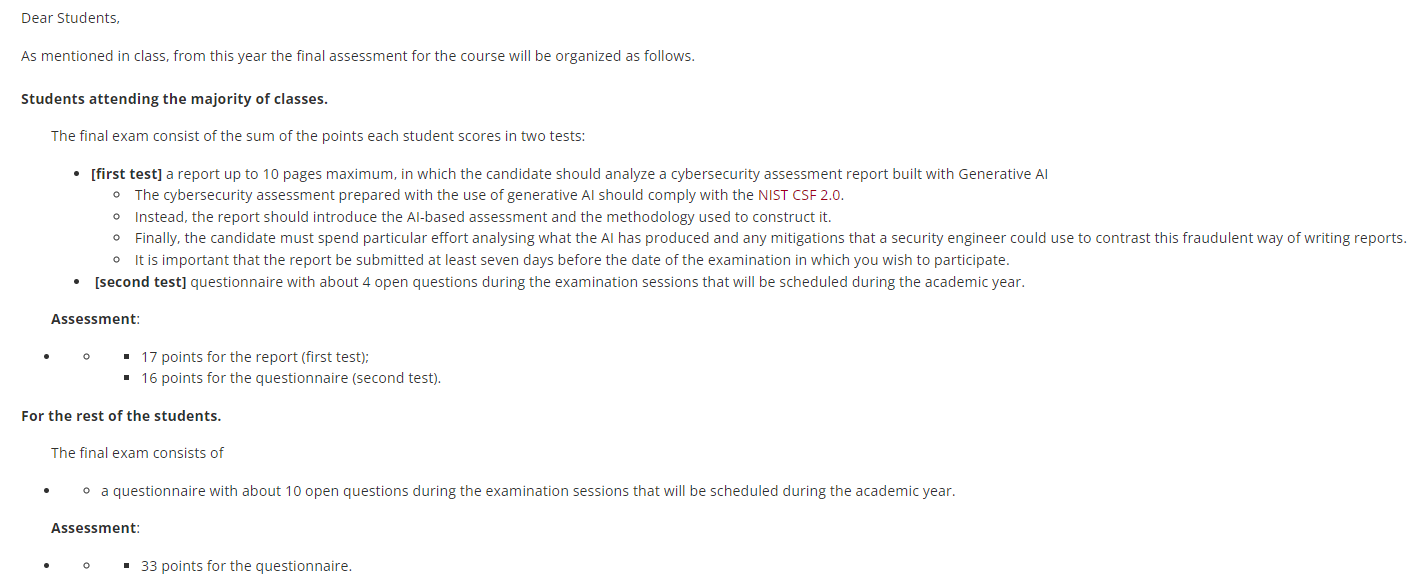 Dear Students,
As mentioned in class, from this year the final assessment for the course will be organized as follows.
Students attending the majority of classes.
The final exam consist of the sum of the points each student scores in two tests:
[first test] a report up to 10 pages maximum, in which the candidate should analyze a cybersecurity assessment report built with Generative AI
The cybersecurity assessment prepared with the use of generative AI should comply with the NIST CSF 2.0.
Instead, the report should introduce the AI-based assessment and the methodology used to construct it.
Finally, the candidate must spend particular effort analysing what the AI has produced and any mitigations that a security engineer could use to contrast this fraudulent way of writing reports.
It is important that the report be submitted at least seven days before the date of the examination in which you wish to participate.
[second test] questionnaire with about 4 open questions during the examination sessions that will be scheduled during the academic year.
Assessment:
17 points for the report (first test);
16 points for the questionnaire (second test).
For the rest of the students.
The final exam consists of
a questionnaire with about 10 open questions during the examination sessions that will be scheduled during the academic year.
Assessment:
33 points for the questionnaire.